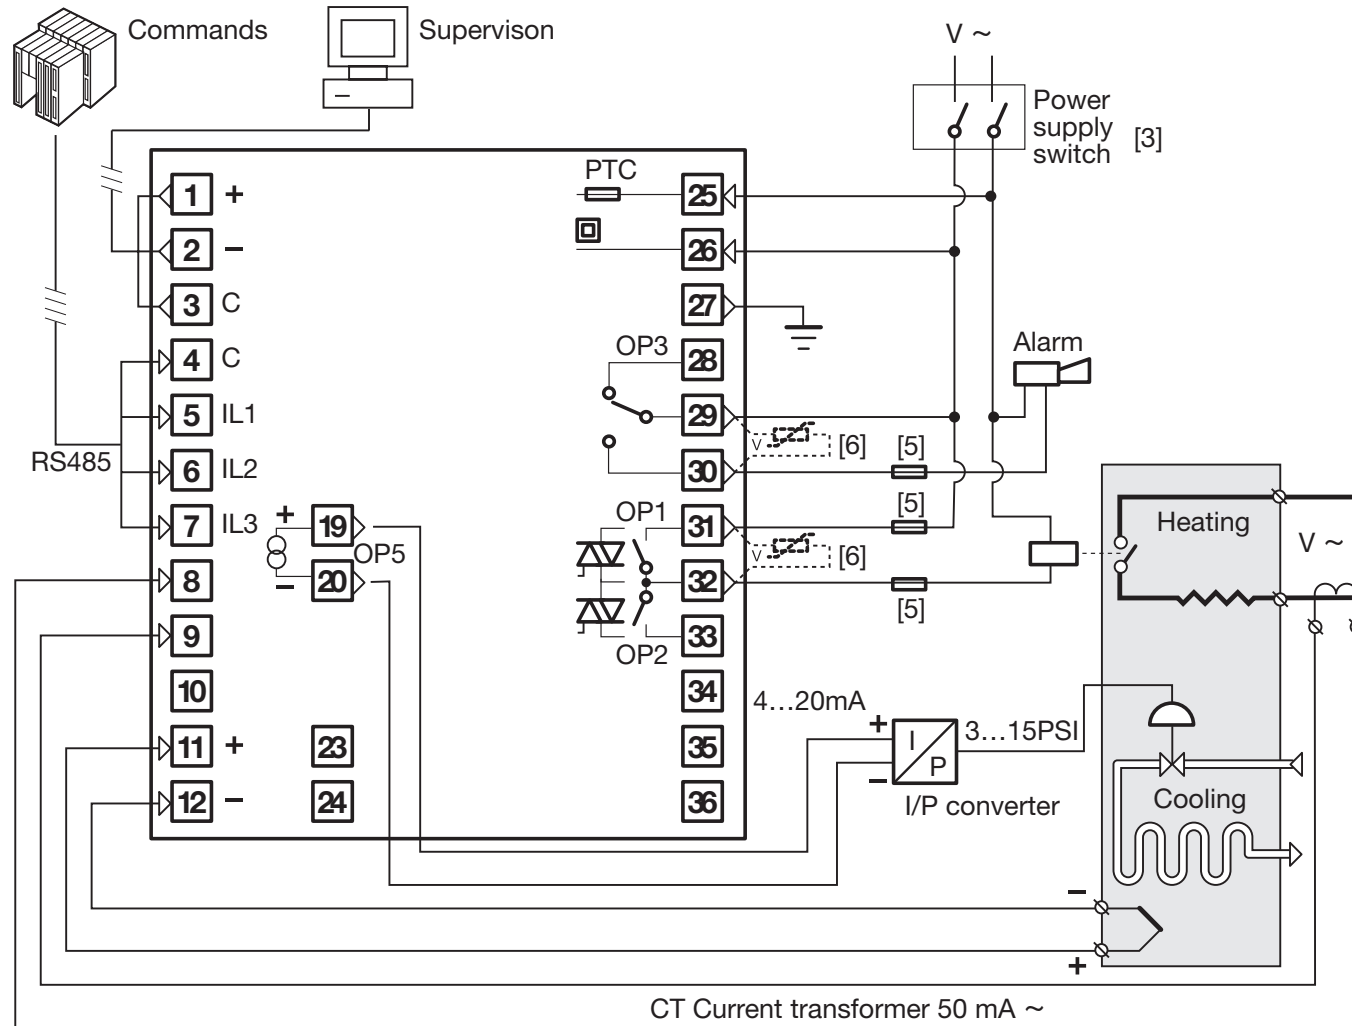 Commands
Supervison
V ~
Power
supply
switch
[3]
PTC
1 +
25
2 −
26
3 C
27
4 C
OP3
28
Alarm
5 IL1
29
[6]
V
[5]
RS485
6 IL2
30
[5]
7 IL3
+
19
OP1
31
Heating
V ~
OP5
[6]
V
8
−
20
32
[5]
9
33
OP2
10
34
4...20mA
+
3...15PSI
11 +
23
35
I
P
−
12 −
24
36
I/P converter
Cooling
−
+
CT Current transformer 50 mA ~